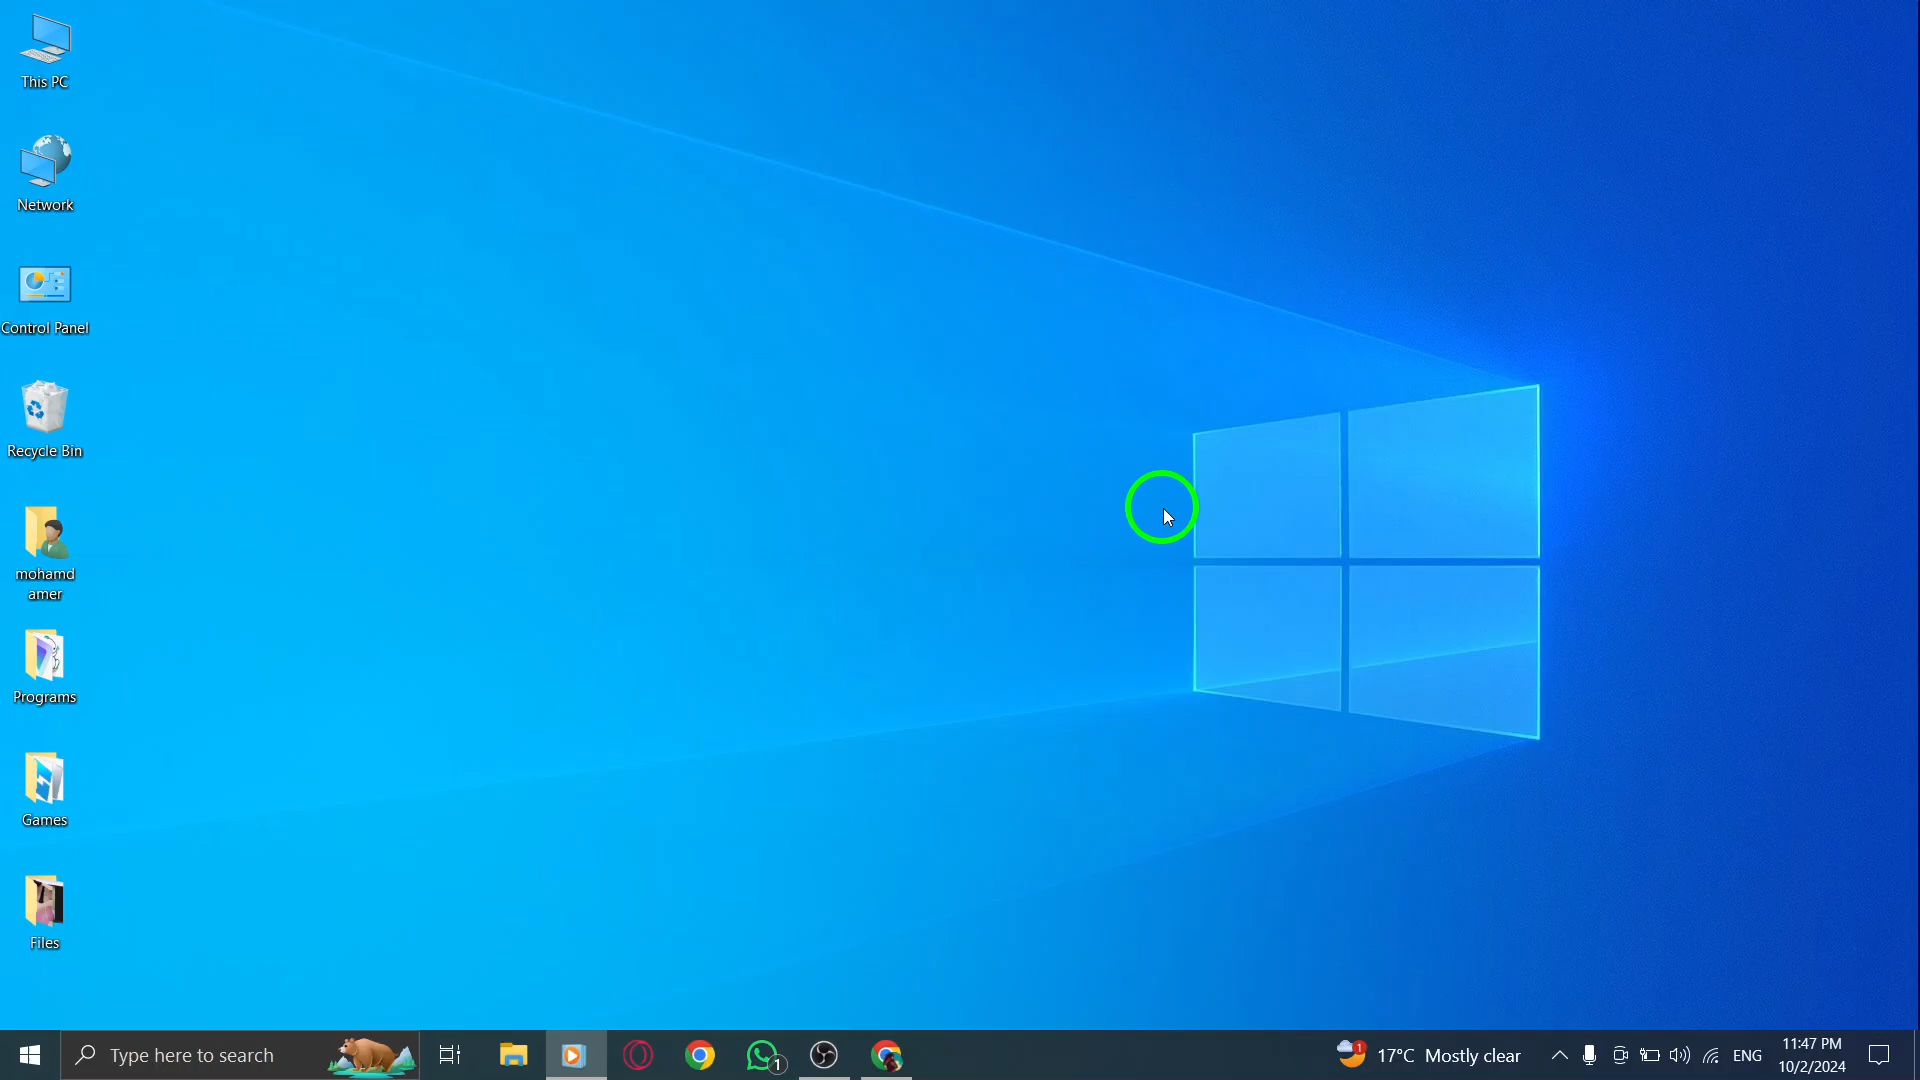 This PC
Network
Control Panel
Recycle Bin
mohamd
amer
Programs
Games
Files
Type here to search
1
1
17°C Mostly clear
ENG
11:47 PM
10/2/2024